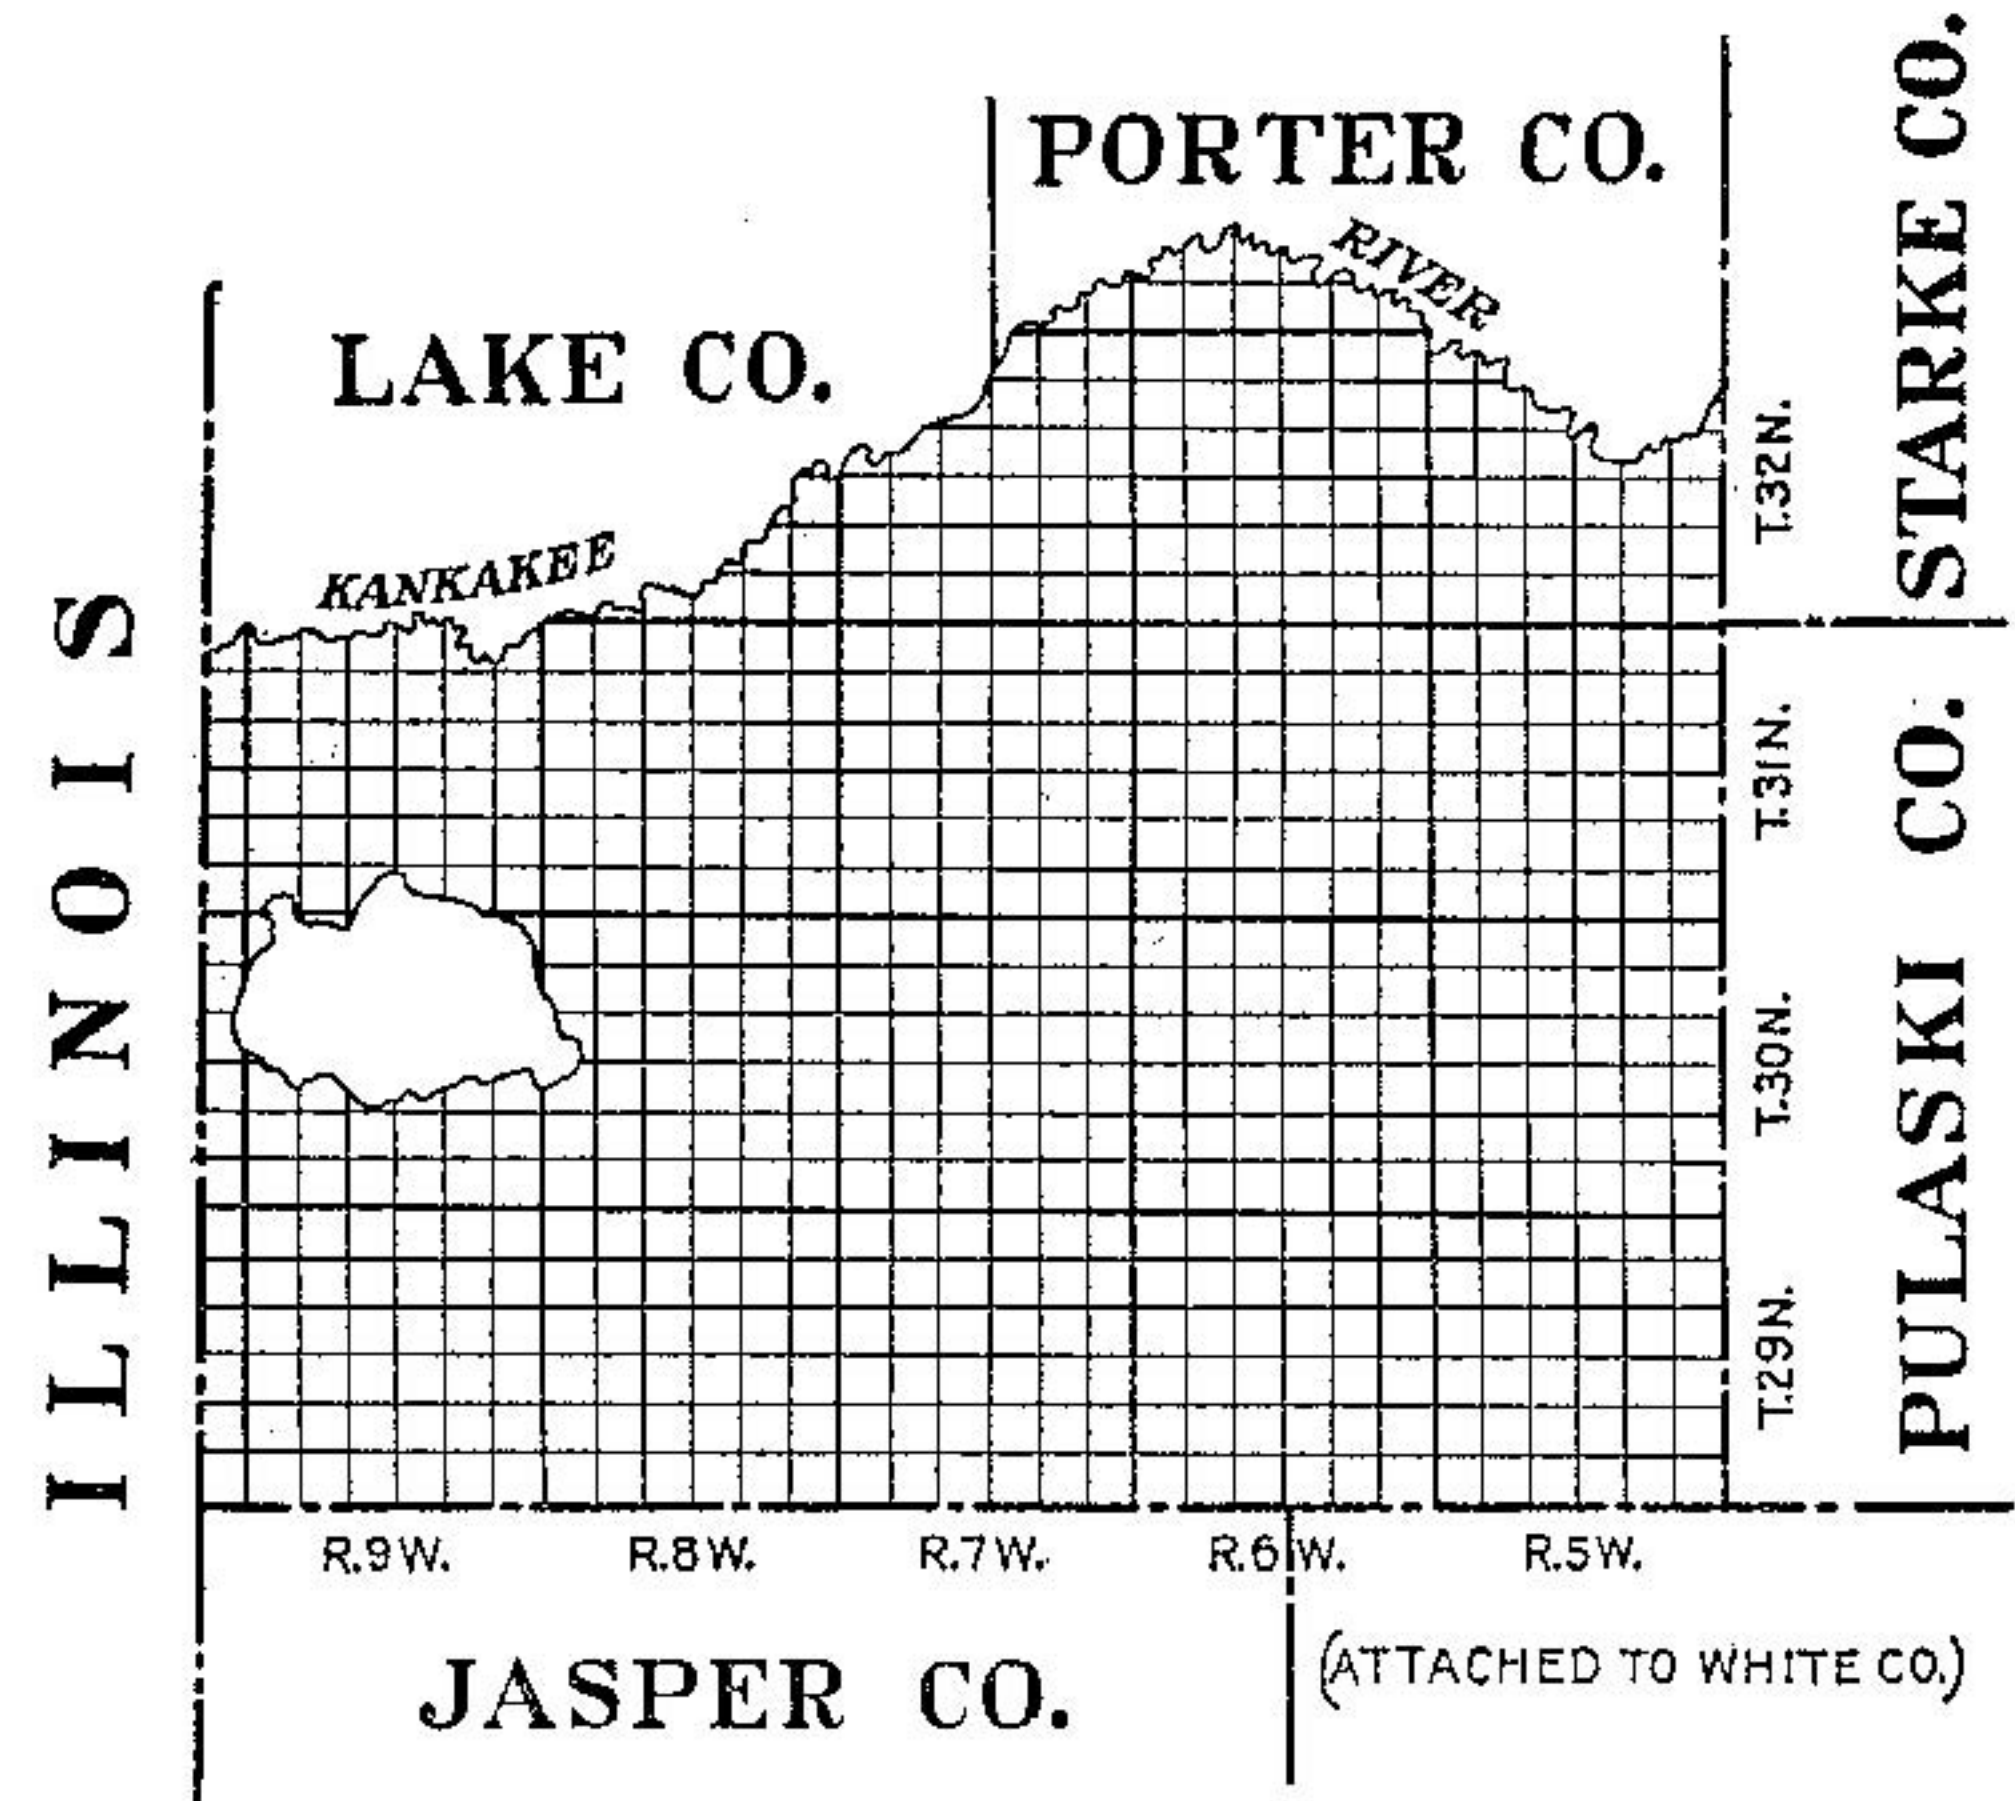 PORTER CO.
STARKE CO.
RIVER
LAKE CO.
KANKAKEE
T.32N.
ILLINOIS
T.31N.
PULASKI CO.
T.30N.
T.29N.
R.9W. R.8W. R.7W. R.6W. R.5W.
JASPER CO.
(ATTACHED TO WHITE CO.)